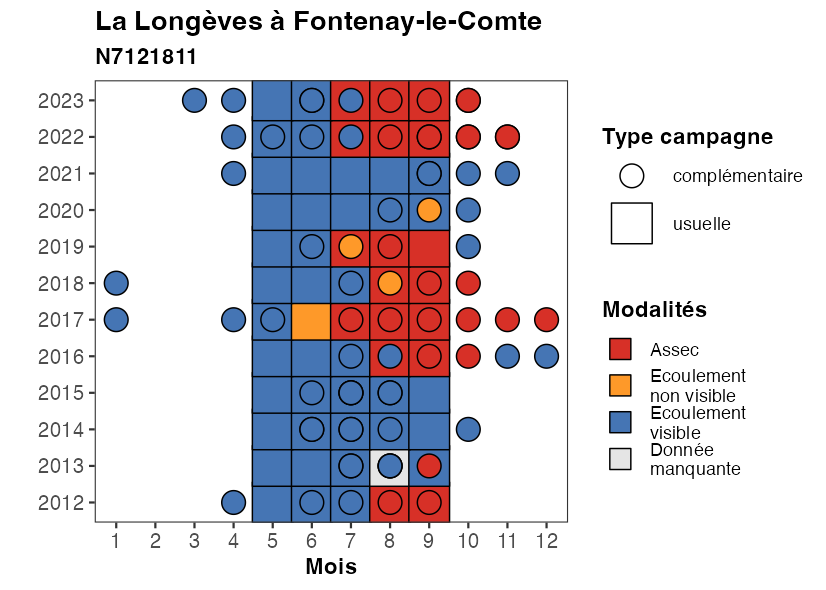 La Longèves à Fontenay-le-Comte
N7121811
2023
2022
2021
2020
2019
2018
2017
2016
2015
2014
2013
2012
1 2 3 4 5 6 7 8 9 10 11 12
Mois
Type campagne
complémentaire
usuelle
Modalités
Assec
Ecoulement
non visible
Ecoulement
visible
Donnée
manquante